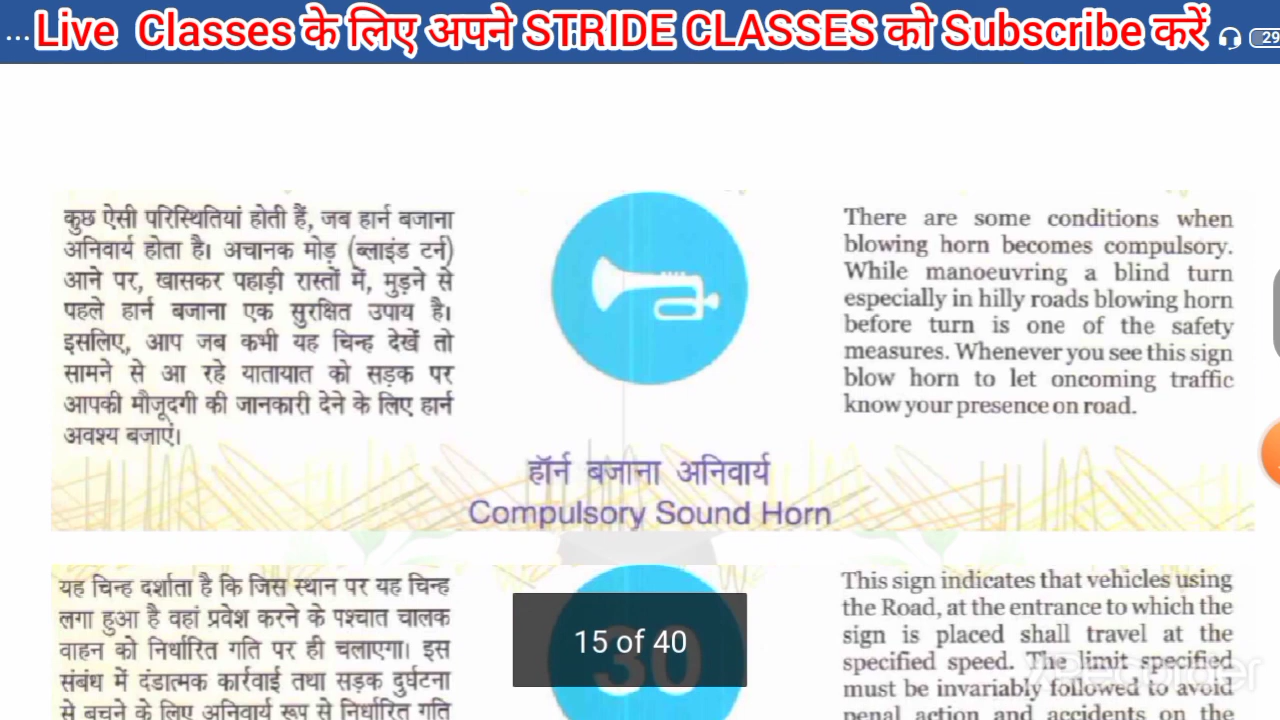 ... Live Classes के लिए अपने STRIDE CLASSES को Subscribe करें 29
कुछ ऐसी परिस्थितियां होती हैं, जब हार्न बजाना
अनिवार्य होता है। अचानक मोड़ (ब्लाइंड टर्न)
आने पर, खासकर पहाड़ी रास्तों में, मुड़ने से
पहले हार्न बजाना एक सुरक्षित उपाय है।
इसलिए, आप जब कभी यह चिन्ह देखें तो
सामने से आ रहे यातायात को सड़क पर
आपकी मौजूदगी की जानकारी देने के लिए हार्न
अवश्य बजाएं।
There are some conditions when
blowing horn becomes compulsory.
While manoeuvring a blind turn
especially in hilly roads blowing horn
before turn is one of the safety
measures. Whenever you see this sign
blow horn to let oncoming traffic
know your presence on road.
हॉर्न बजाना अनिवार्य
Compulsory Sound Horn
यह चिन्ह दर्शाता है कि जिस स्थान पर यह चिन्ह
लगा हुआ है वहां प्रवेश करने के पश्चात चालक
वाहन को निर्धारित गति पर ही चलाएगा। इस
संबंध में दंडात्मक कार्रवाई तथा सड़क दुर्घटना
से बचने के लिए अनिवार्य रूप से निर्धारित गति
15 of 40
30
This sign indicates that vehicles using
the Road, at the entrance to which the
sign is placed shall travel at the
specified speed. The limit specified
must be invariably followed to avoid
penal action and accidents on the
XRecorder